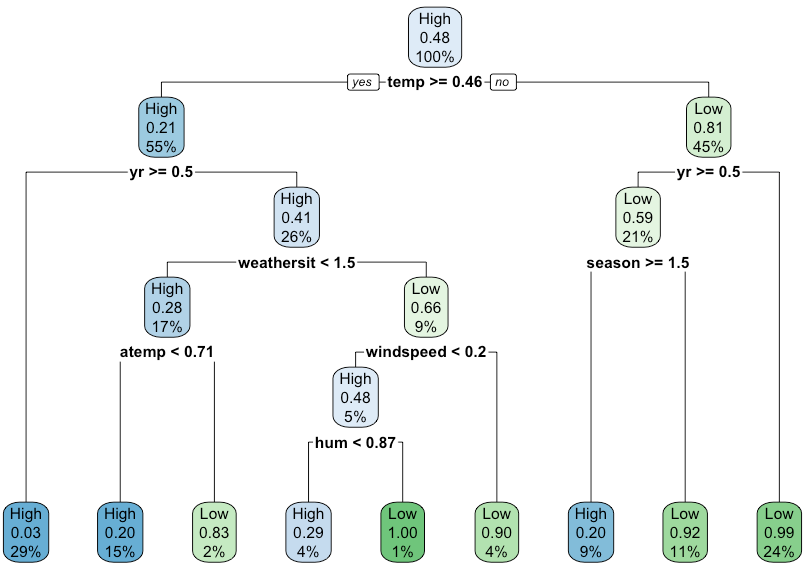 High
0.48
100%
yes temp >= 0.46 no
High
0.21
55%
Low
0.81
45%
yr >= 0.5
yr >= 0.5
High
0.41
26%
Low
0.59
21%
weathersit < 1.5
season >= 1.5
High
0.28
17%
Low
0.66
9%
atemp < 0.71
windspeed < 0.2
High
0.48
5%
hum < 0.87
High
0.03
29%
High
0.20
15%
Low
0.83
2%
High
0.29
4%
Low
1.00
1%
Low
0.90
4%
High
0.20
9%
Low
0.92
11%
Low
0.99
24%